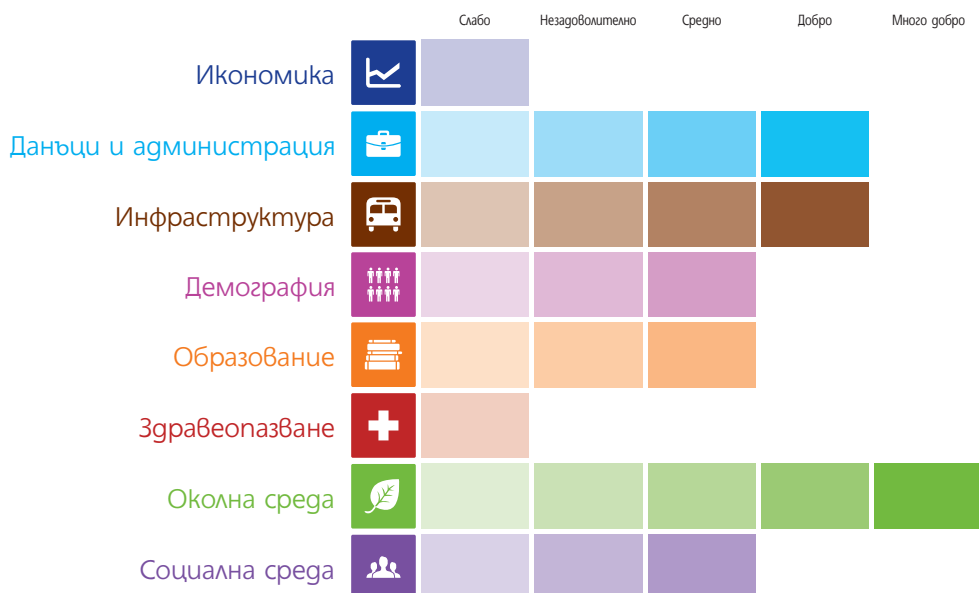 Слабо Незадоволително Средно Добро Много добро
Икономика
Данъци и администрация
Инфраструктура
Демография
Образование
Здравеопазване
Околна среда
Социална среда